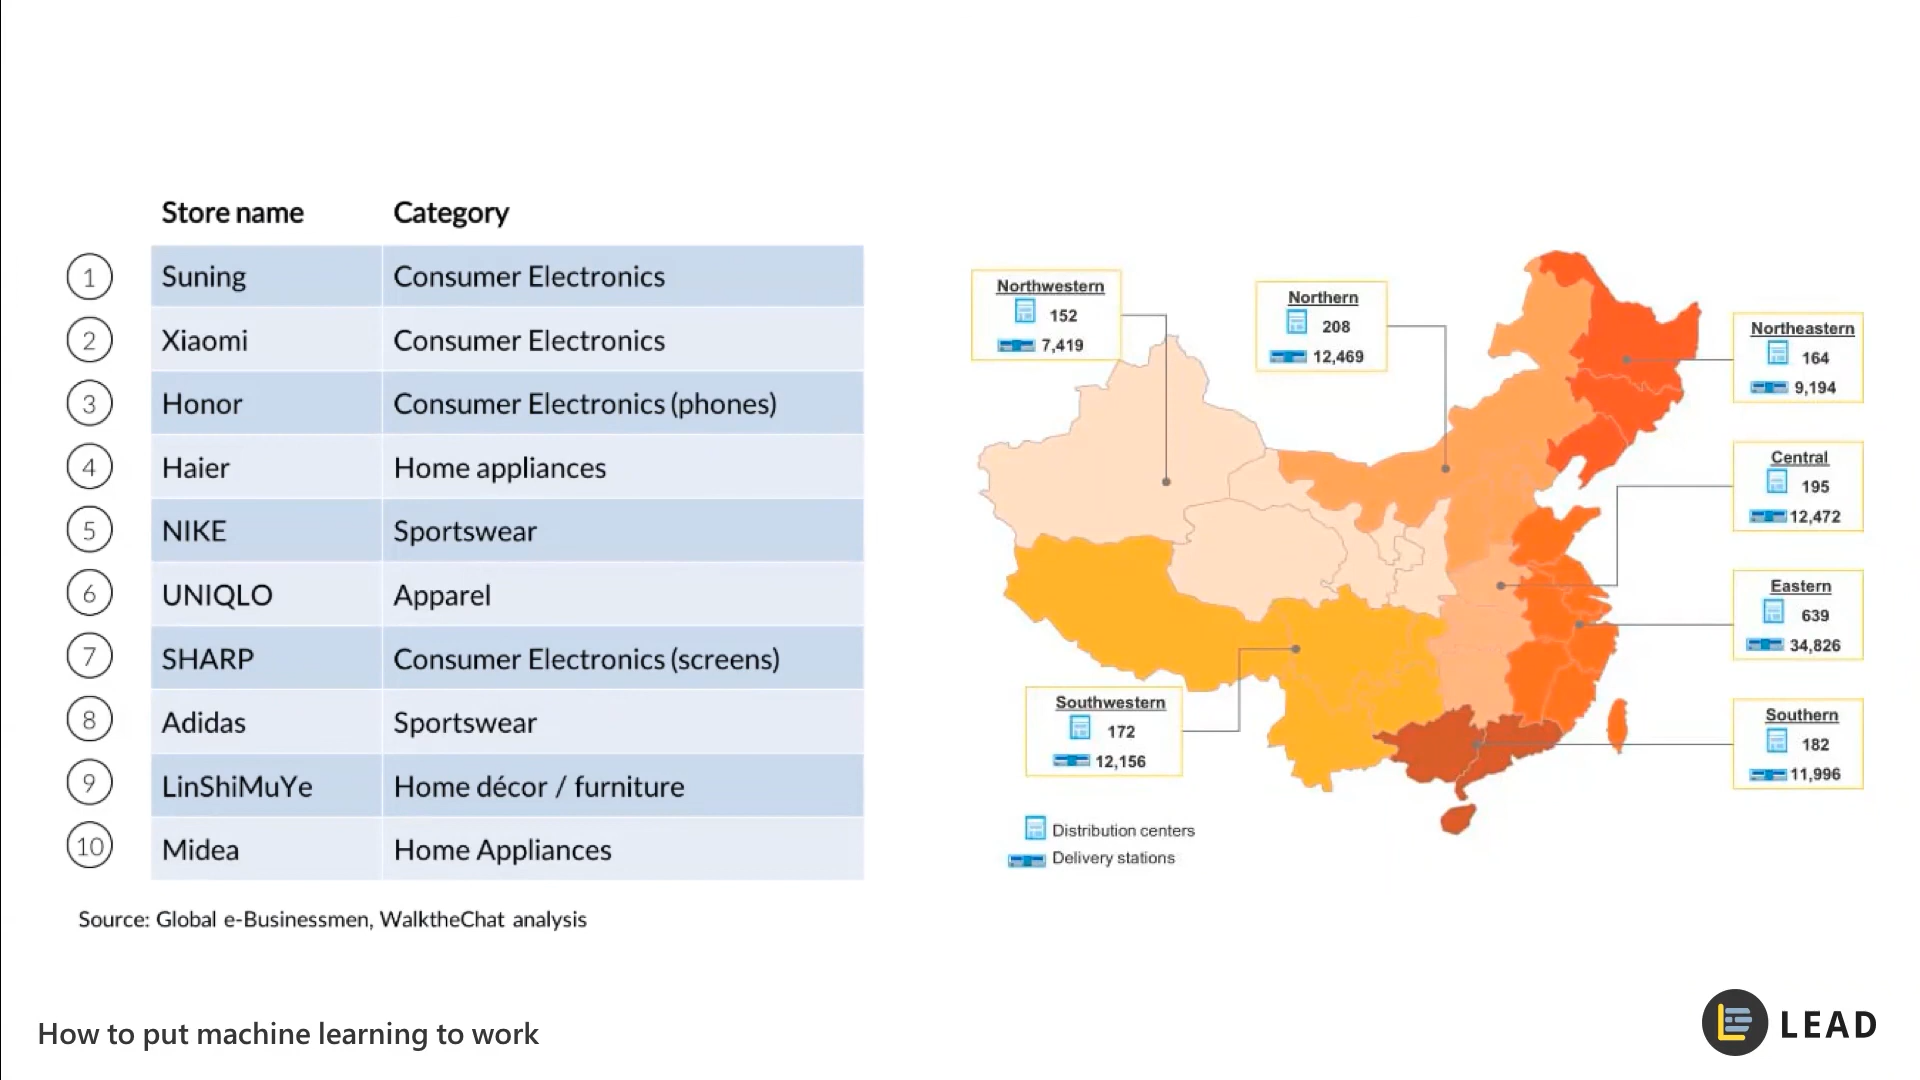 Store name Category
1 Suning Consumer Electronics
2 Xiaomi Consumer Electronics
3 Honor Consumer Electronics (phones)
4 Haier Home appliances
5 NIKE Sportswear
6 UNIQLO Apparel
7 SHARP Consumer Electronics (screens)
8 Adidas Sportswear
9 LinShiMuYe Home décor / furniture
10 Midea Home Appliances
Source: Global e-Businessmen, WalktheChat analysis
Northwestern
152
7,419
Northern
208
12,469
Northeastern
164
9,194
Central
195
12,472
Eastern
639
34,826
Southwestern
172
12,156
Southern
182
11,996
Distribution centers
Delivery stations
How to put machine learning to work
LEAD